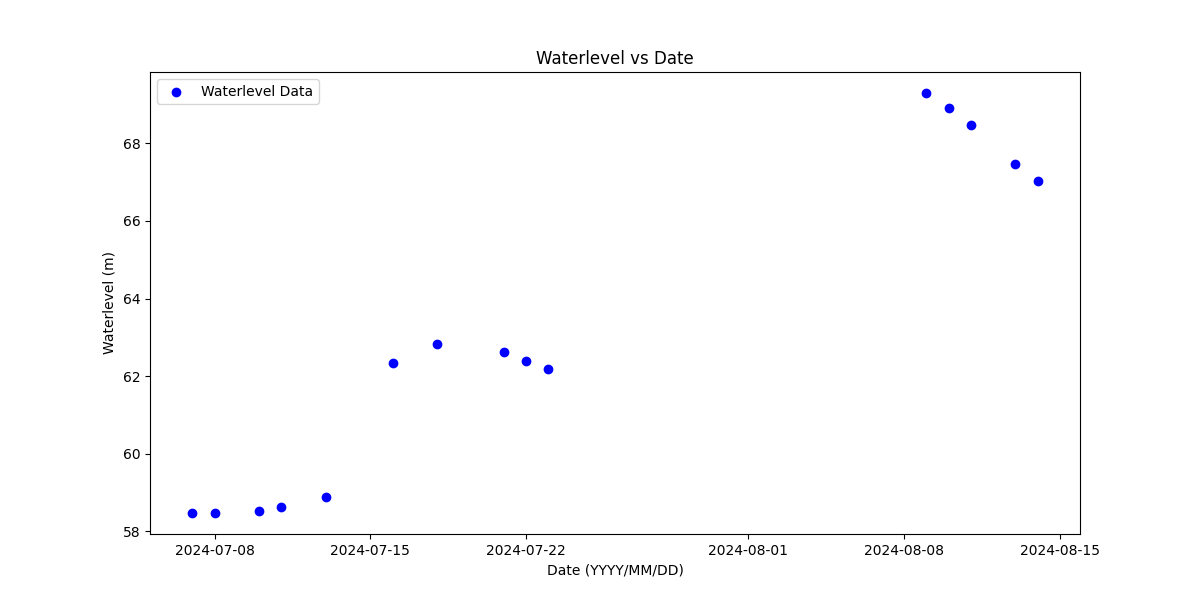 Waterlevel vs Date
Waterlevel Data
Waterlevel (m)
68
66
64
62
60
58
2024-07-08 2024-07-15 2024-07-22 2024-08-01 2024-08-08 2024-08-15
Date (YYYY/MM/DD)